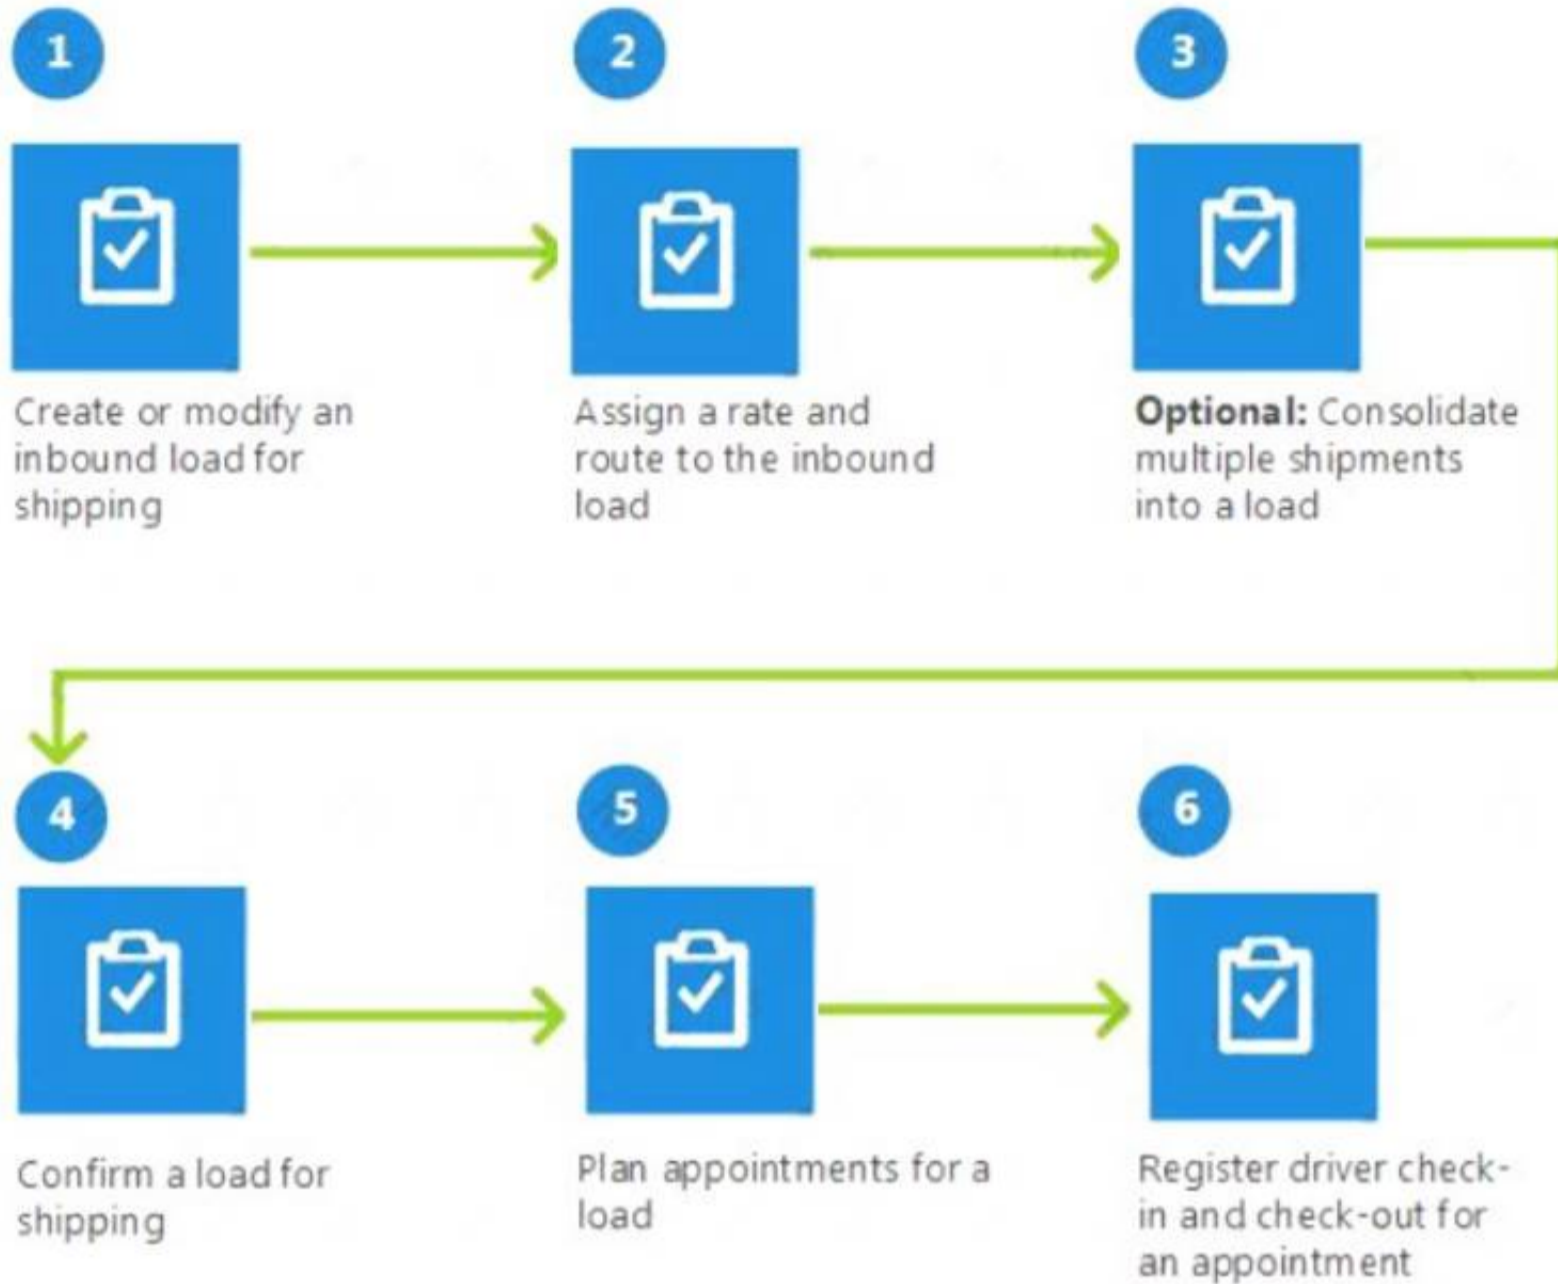 1
2
3
Create or modify an
inbound load for
shipping
Assign a rate and
route to the inbound
load
Optional: Consolidate
multiple shipments
into a load
4
5
6
Confirm a load for
shipping
Plan appointments for a
load
Register driver check-
in and check-out for
an appointment